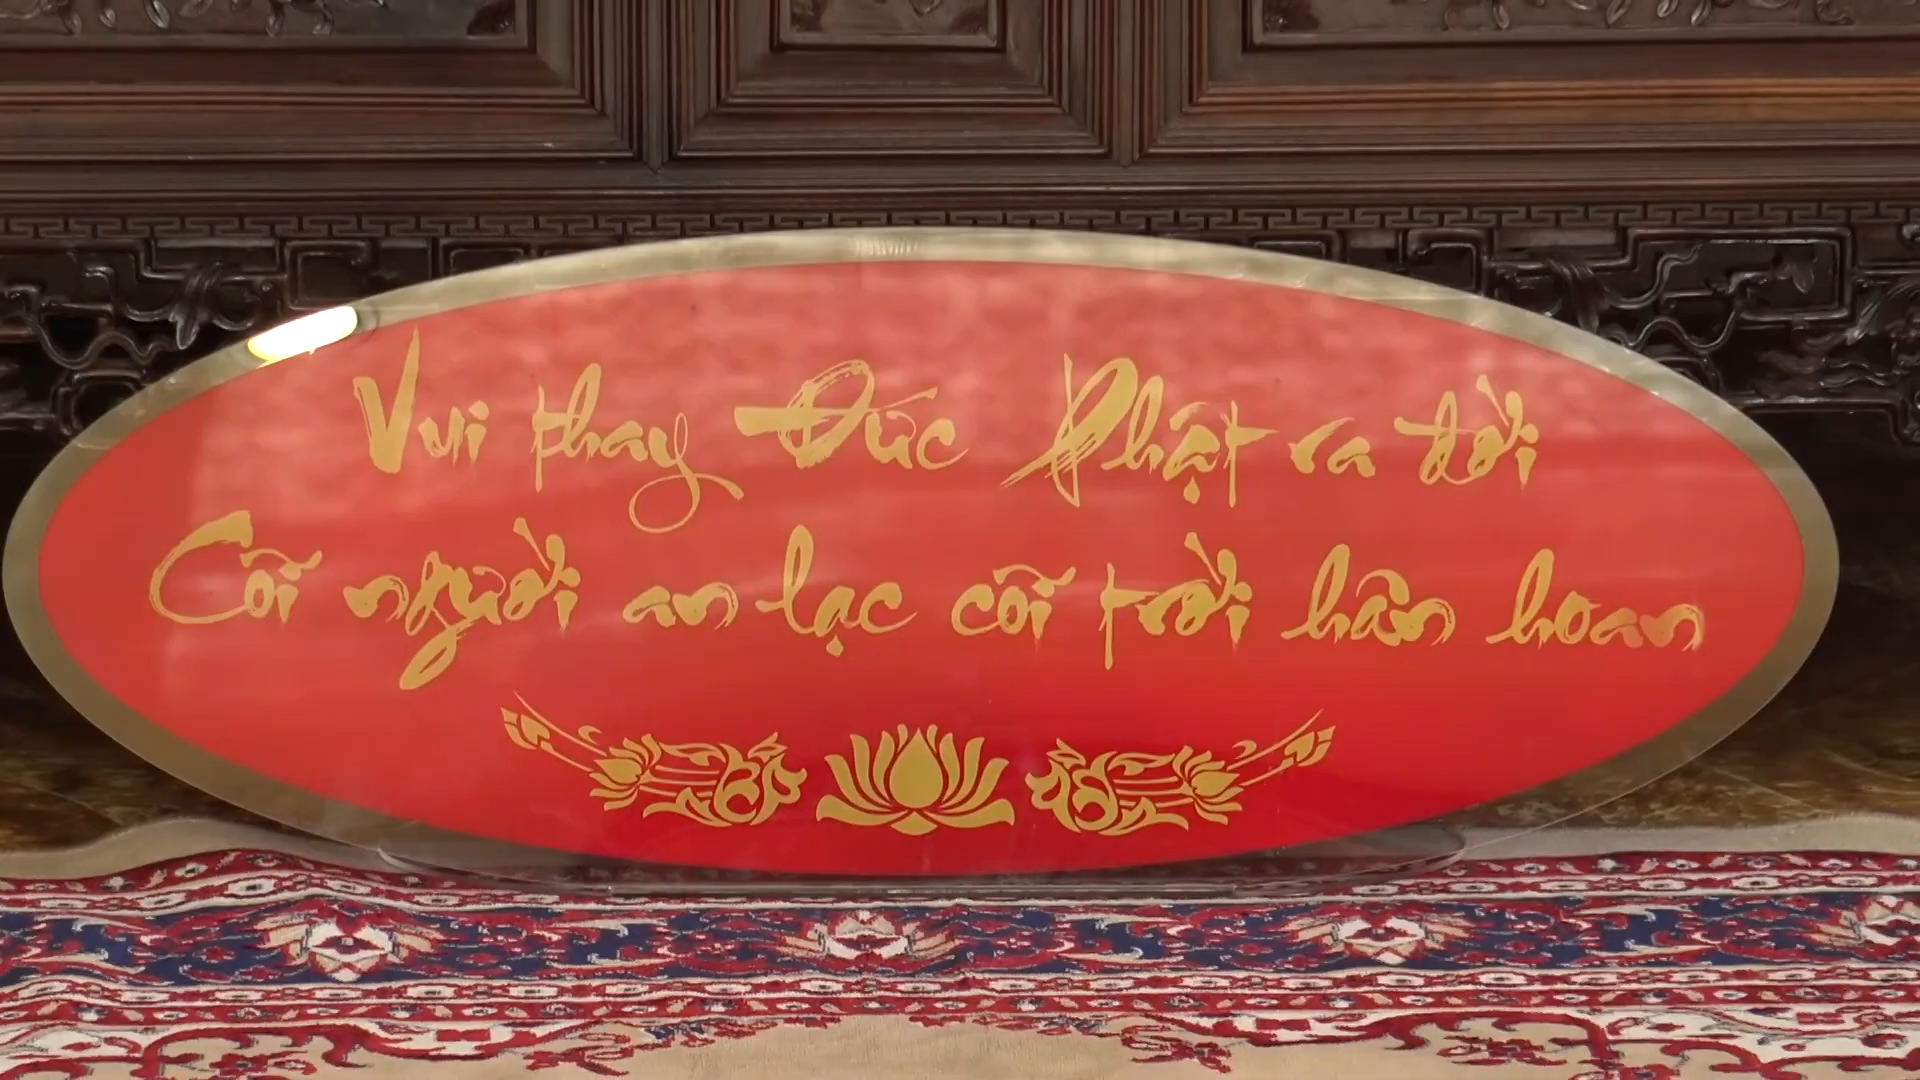 Vui thay Đức Phật ra đời
Cõi người an lạc cõi trời hân hoan